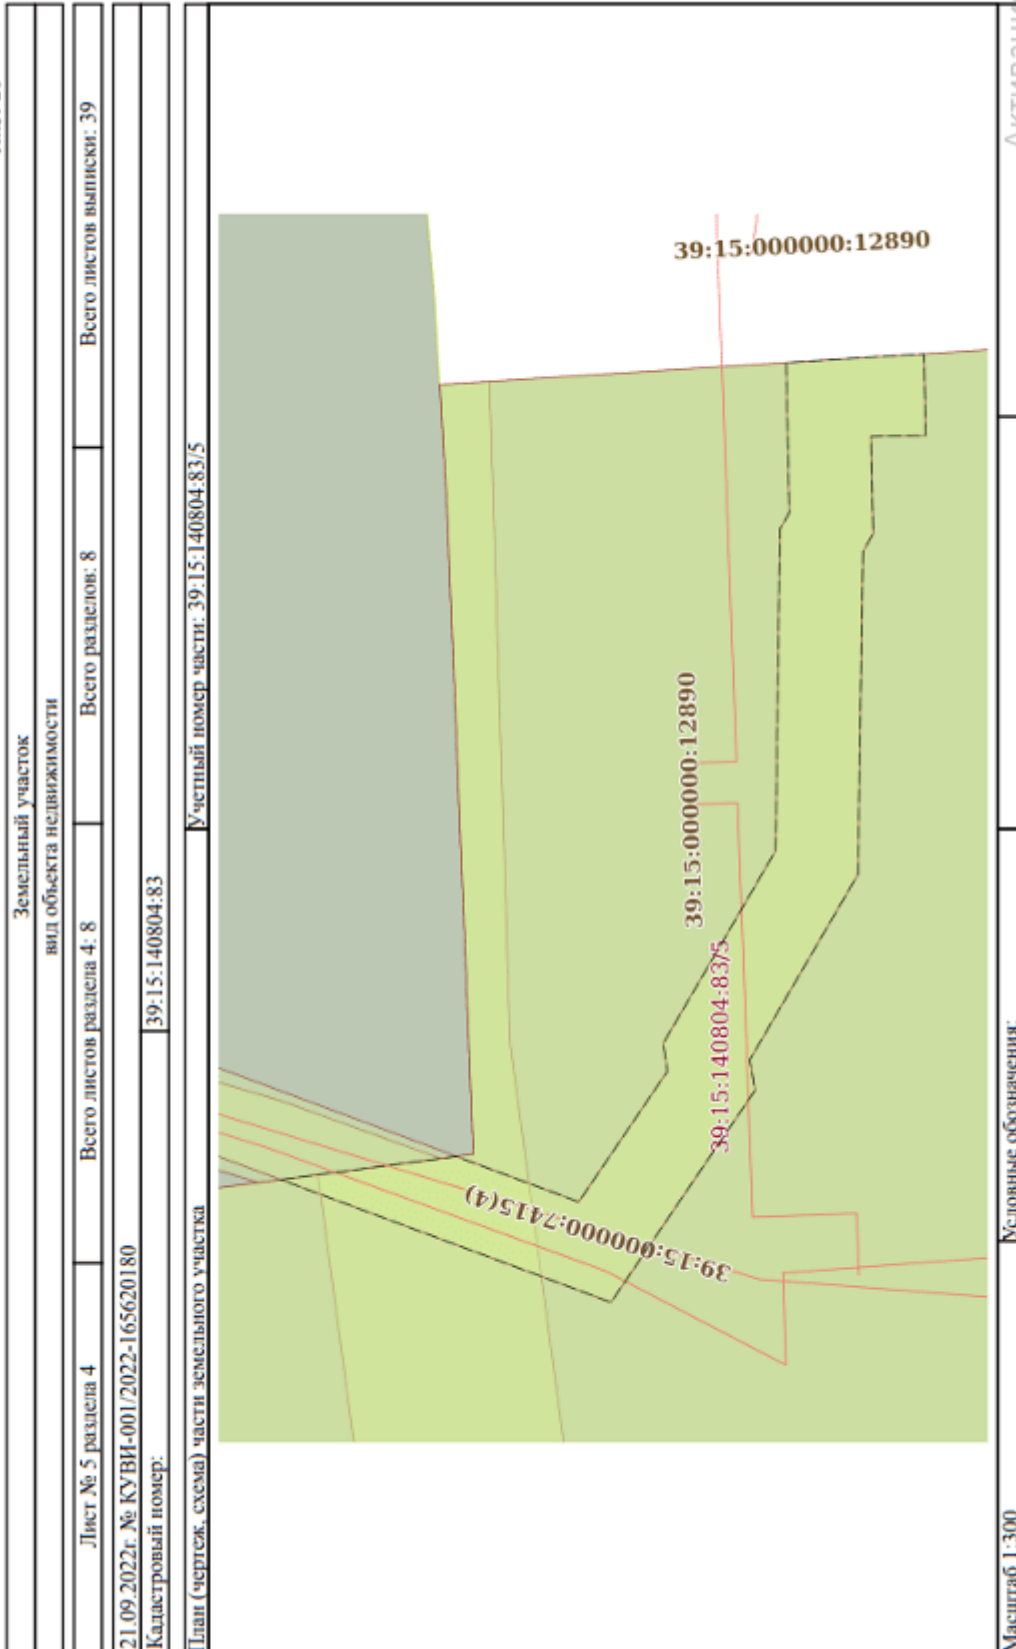 Земельный участок
вид объекта недвижимости
Лист № 5 раздела 4
Всего листов раздела 4: 8
Всего разделов: 8
Всего листов выписки: 39
21.09.2022г. № КУВИ-001/2022-165620180
Кадастровый номер:
39:15:140804:83
План (чертеж, схема) части земельного участка
Учетный номер части: 39:15:140804:83/5
39:15:000000:12890
39:15:000000:12890
39:15:140804:83/5
39:15:000000:7415(4)
Масштаб 1:300
Условные обозначения: